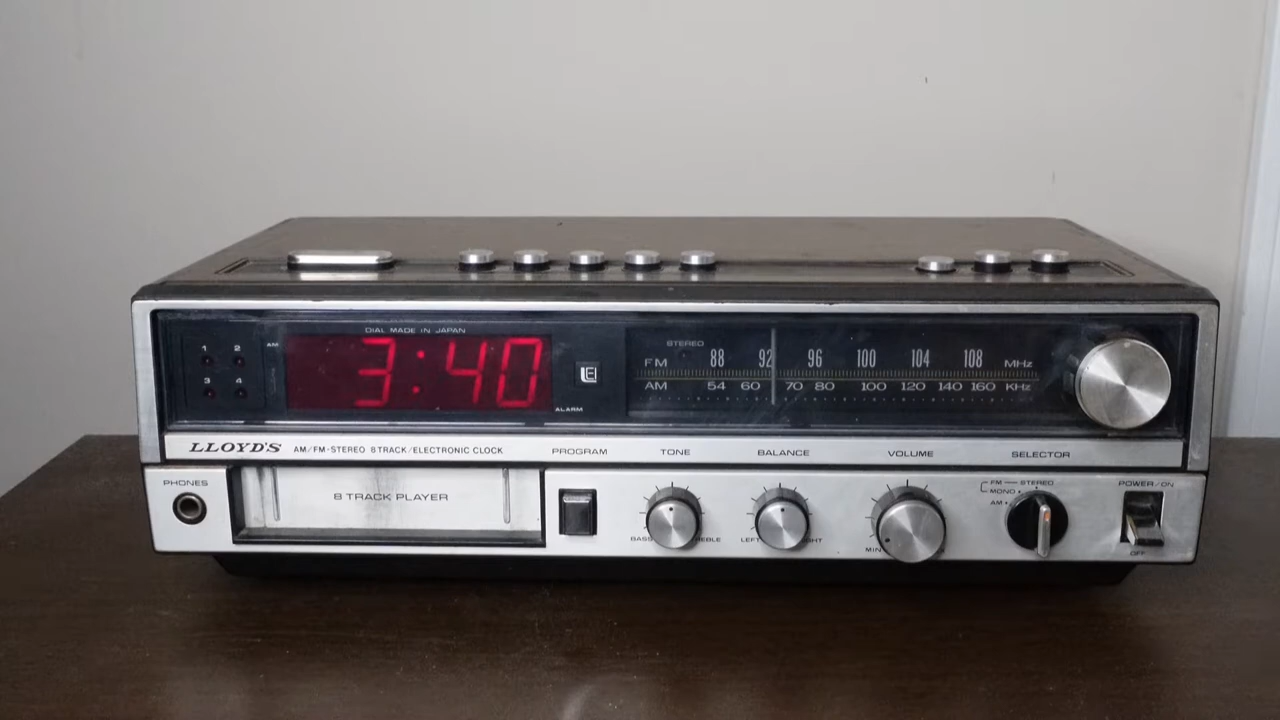 DIAL MADE IN JAPAN
1 2
3 4
AM
3:40
ALARM
STEREO
FM 88 92 96 100 104 108 MHz
AM 54 60 70 80 100 120 140 160 KHz
LLOYD'S AM/FM-STEREO 8 TRACK/ELECTRONIC CLOCK
PROGRAM TONE BALANCE VOLUME SELECTOR
PHONES
8 TRACK PLAYER
BASS
LEFT
MIN
FM STEREO
MONO
AM
POWER/ON
OFF